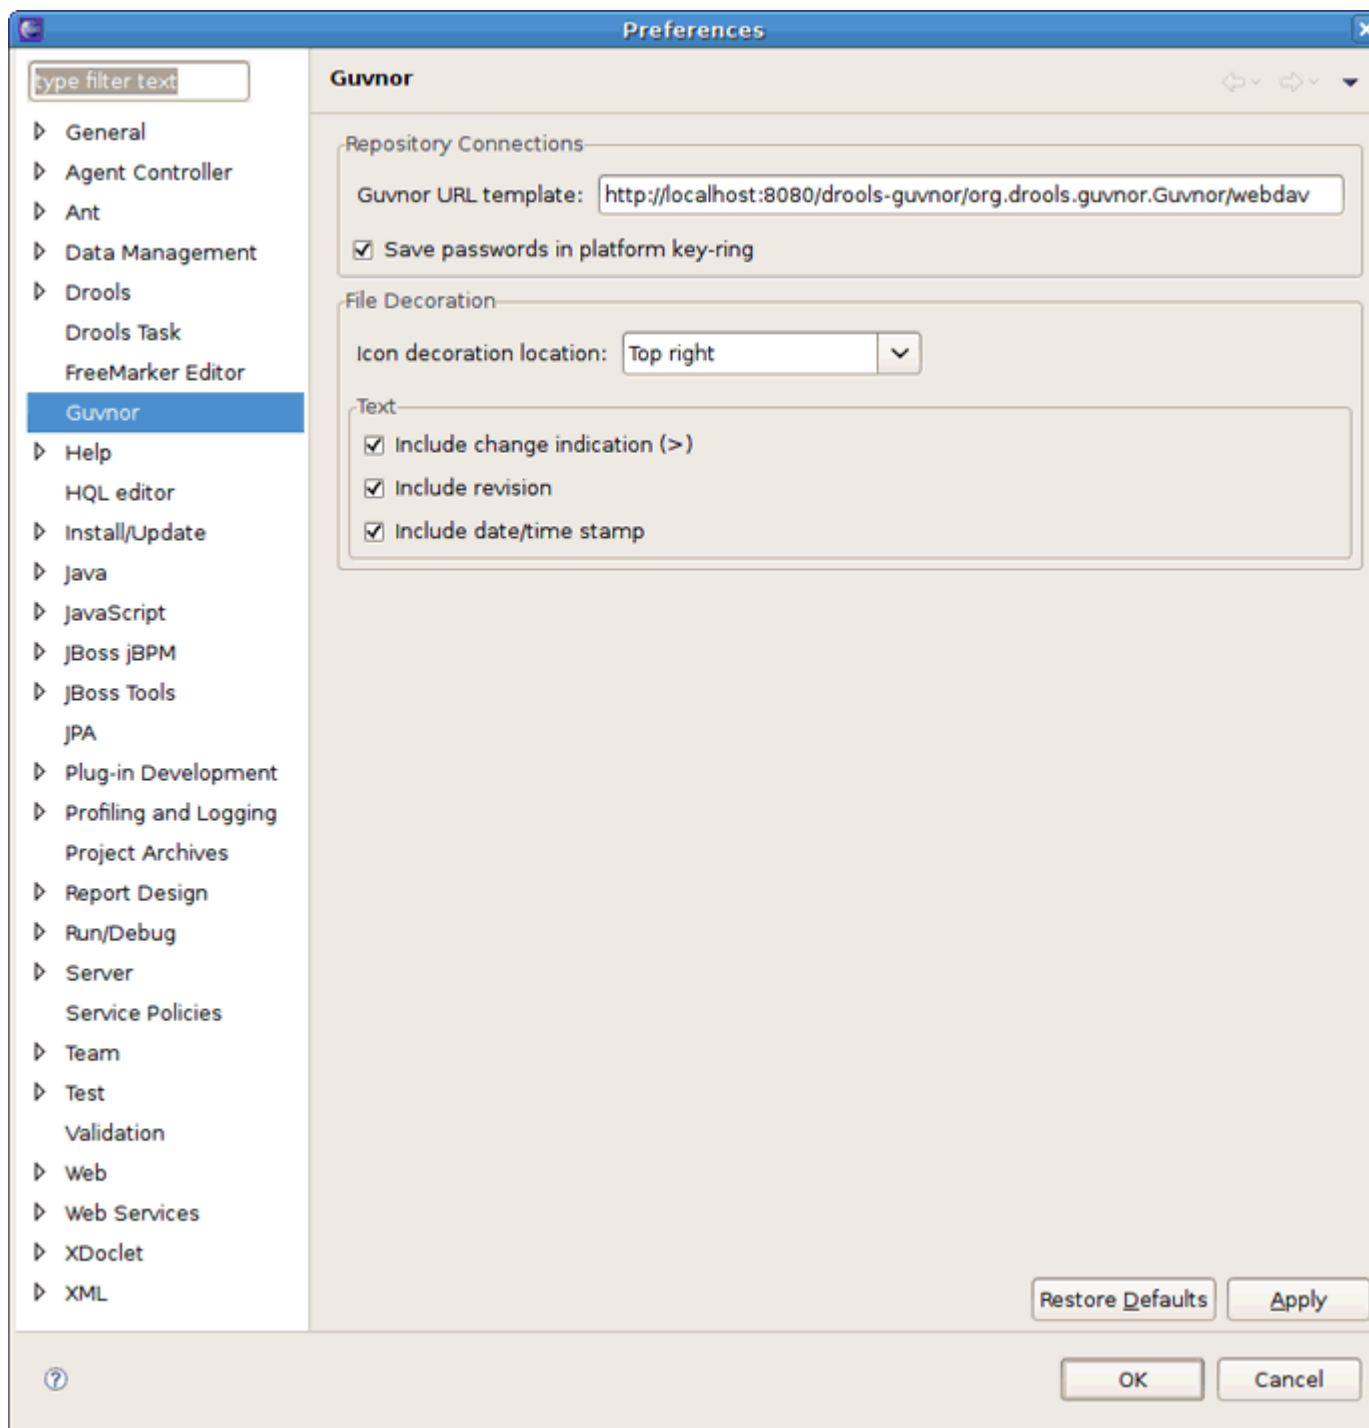 Preferences
type filter text
General
Agent Controller
Ant
Data Management
Drools
Drools Task
FreeMarker Editor
Guvnor
Help
HQL editor
Install/Update
Java
JavaScript
JBoss jBPM
JBoss Tools
JPA
Plug-in Development
Profiling and Logging
Project Archives
Report Design
Run/Debug
Server
Service Policies
Team
Test
Validation
Web
Web Services
XDoclet
XML
Guvnor
Repository Connections
Guvnor URL template: http://localhost:8080/drools-guvnor/org.drools.guvnor.Guvnor/webdav
Save passwords in platform key-ring
File Decoration
Icon decoration location: Top right
Text
Include change indication (>)
Include revision
Include date/time stamp
Restore Defaults Apply
OK Cancel